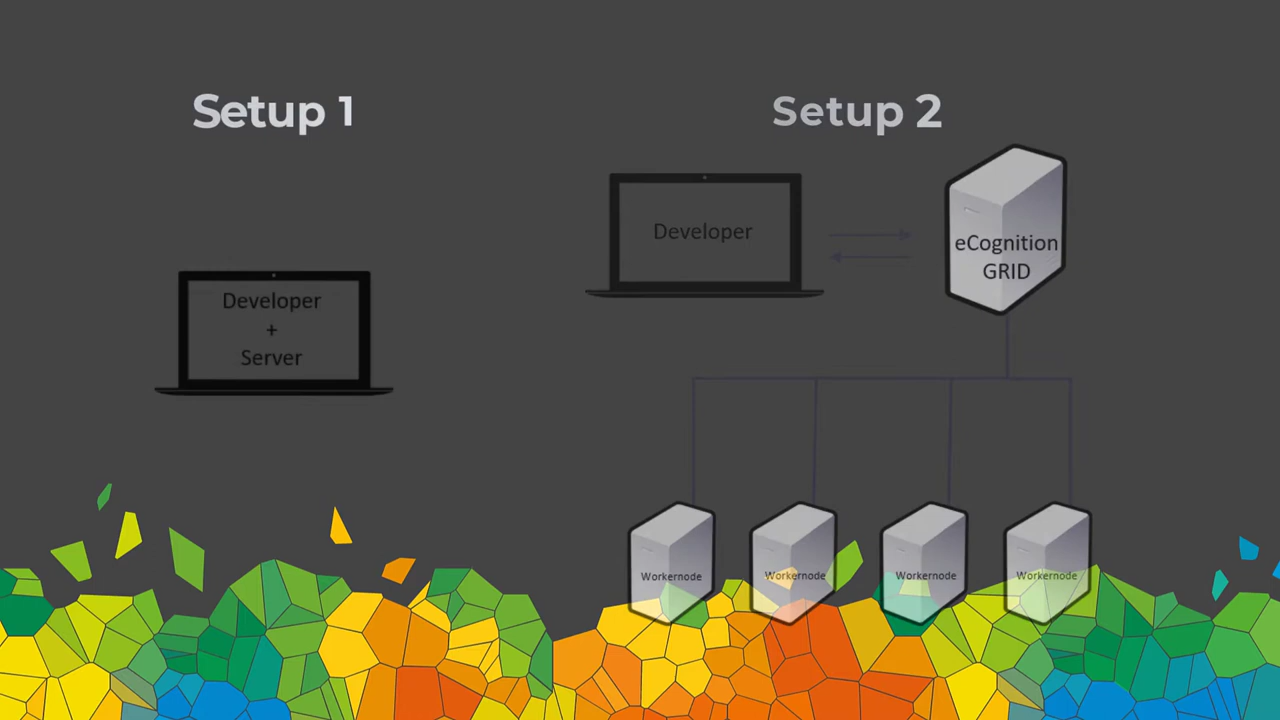 Setup 1
Developer
+
Server
Setup 2
Developer
eCognition
GRID
Workernode
Workernode
Workernode
Workernode